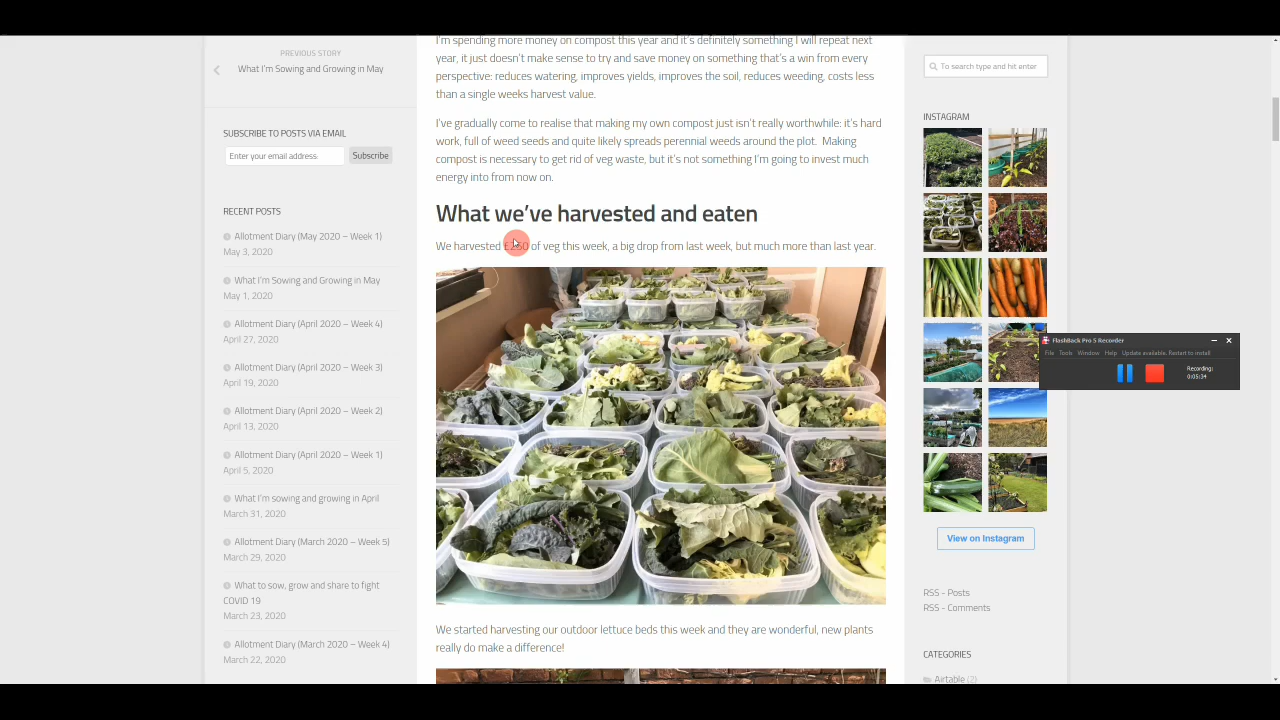 PREVIOUS STORY
What I'm Sowing and Growing in May
SUBSCRIBE TO POSTS VIA EMAIL
Enter your email address:
Subscribe
RECENT POSTS
Allotment Diary (May 2020 – Week 1)
May 3, 2020
What I'm Sowing and Growing in May
May 1, 2020
Allotment Diary (April 2020 – Week 4)
April 27, 2020
Allotment Diary (April 2020 – Week 3)
April 19, 2020
Allotment Diary (April 2020 – Week 2)
April 13, 2020
Allotment Diary (April 2020 – Week 1)
April 5, 2020
What I'm sowing and growing in April
March 31, 2020
Allotment Diary (March 2020 – Week 5)
March 29, 2020
What to sow, grow and share to fight
COVID 19
March 23, 2020
Allotment Diary (March 2020 – Week 4)
March 22, 2020
I'm spending more money on compost this year and it's definitely something I will repeat next
year, it just doesn't make sense to try and save money on something that's a win from every
perspective: reduces watering, improves yields, improves the soil, reduces weeding, costs less
than a single weeks harvest value.
I've gradually come to realise that making my own compost just isn't really worthwhile: it's hard
work, full of weed seeds and quite likely spreads perennial weeds around the plot. Making
compost is necessary to get rid of veg waste, but it's not something I'm going to invest much
energy into from now on.
What we've harvested and eaten
We harvested of veg this week, a big drop from last week, but much more than last year.
We started harvesting our outdoor lettuce beds this week and they are wonderful, new plants
really do make a difference!
To search type and hit enter
INSTAGRAM
View on Instagram
RSS - Posts
RSS - Comments
CATEGORIES
Airtable (2)
FlashBack Pro 5 Recorder
File Tools Window Help Update available. Restart to install
Recording:
0:05:34